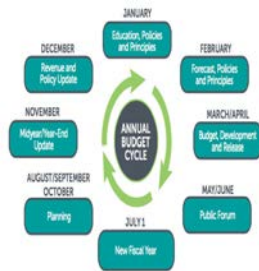 JANUARY
Education, Policies
and Principles
FEBRUARY
Forecast, Policies
and Principles
MARCH/APRIL
Budget, Development
and Release
MAY/JUNE
Public Forum
JULY 1
New Fiscal Year
AUGUST/SEPTEMBER
OCTOBER
Planning
NOVEMBER
Midyear/Year-End
Update
DECEMBER
Revenue and
Policy Update
ANNUAL
BUDGET
CYCLE